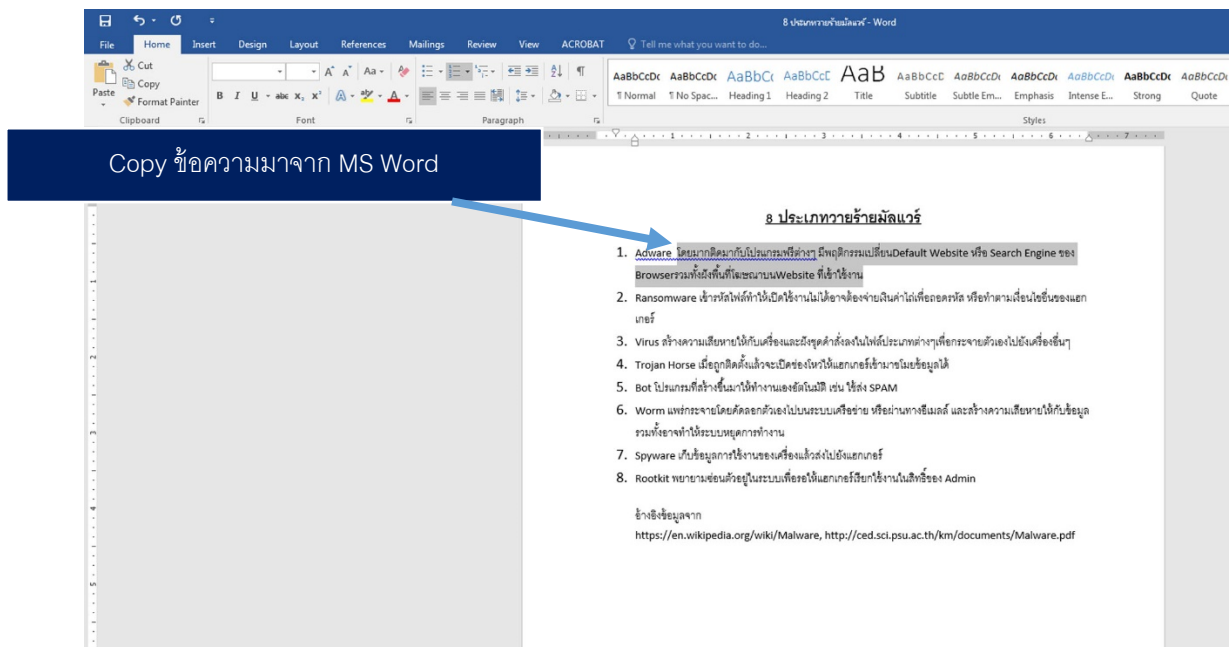 8 ประเภทวายร้ายมัลแวร์ - Word
File Home Insert Design Layout References Mailings Review View ACROBAT Tell me what you want to do...
Cut
Copy
Paste
Format Painter
Clipboard Font Paragraph Styles
AaBbCcDc AaBbCcDc AaBbC( AaBbCcE AaB AaBbCcE AaBbCcDt AaBbCcDt AaBbCcDt AaBbCcDc AaBbCcDt
¶ Normal ¶ No Spac... Heading 1 Heading 2 Title Subtitle Subtle Em... Emphasis Intense E... Strong Quote
Copy ข้อความมาจาก MS Word
8 ประเภทวายร้ายมัลแวร์
1. Adware โดยมากติดมากับโปรแกรมฟรีต่างๆ มีพฤติกรรมเปลี่ยนDefault Website หรือ Search Engine ของ
Browserรวมทั้งฝังพื้นที่โฆษณาบนWebsite ที่เข้าใช้งาน
2. Ransomware เข้ารหัสไฟล์ทำให้เปิดใช้งานไม่ได้อาจต้องจ่ายเงินค่าไถ่เพื่อถอดรหัส หรือทำตามเงื่อนไขอื่นของแฮก
เกอร์
3. Virus สร้างความเสียหายให้กับเครื่องและฝังชุดคำสั่งลงในไฟล์ประเภทต่างๆเพื่อกระจายตัวเองไปยังเครื่องอื่นๆ
4. Trojan Horse เมื่อถูกติดตั้งแล้วจะเปิดช่องโหว่ให้แฮกเกอร์เข้ามาขโมยข้อมูลได้
5. Bot โปรแกรมที่สร้างขึ้นมาให้ทำงานเองอัตโนมัติ เช่น ใช้ส่ง SPAM
6. Worm แพร่กระจายโดยคัดลอกตัวเองไปบนระบบเครือข่าย หรือผ่านทางอีเมลล์ และสร้างความเสียหายให้กับข้อมูล
รวมทั้งอาจทำให้ระบบหยุดการทำงาน
7. Spyware เก็บข้อมูลการใช้งานของเครื่องแล้วส่งไปยังแฮกเกอร์
8. Rootkit พยายามซ่อนตัวอยู่ในระบบเพื่อรอให้แฮกเกอร์เรียกใช้งานในสิทธิ์ของ Admin
อ้างอิงข้อมูลจาก
https://en.wikipedia.org/wiki/Malware, http://ced.sci.psu.ac.th/km/documents/Malware.pdf